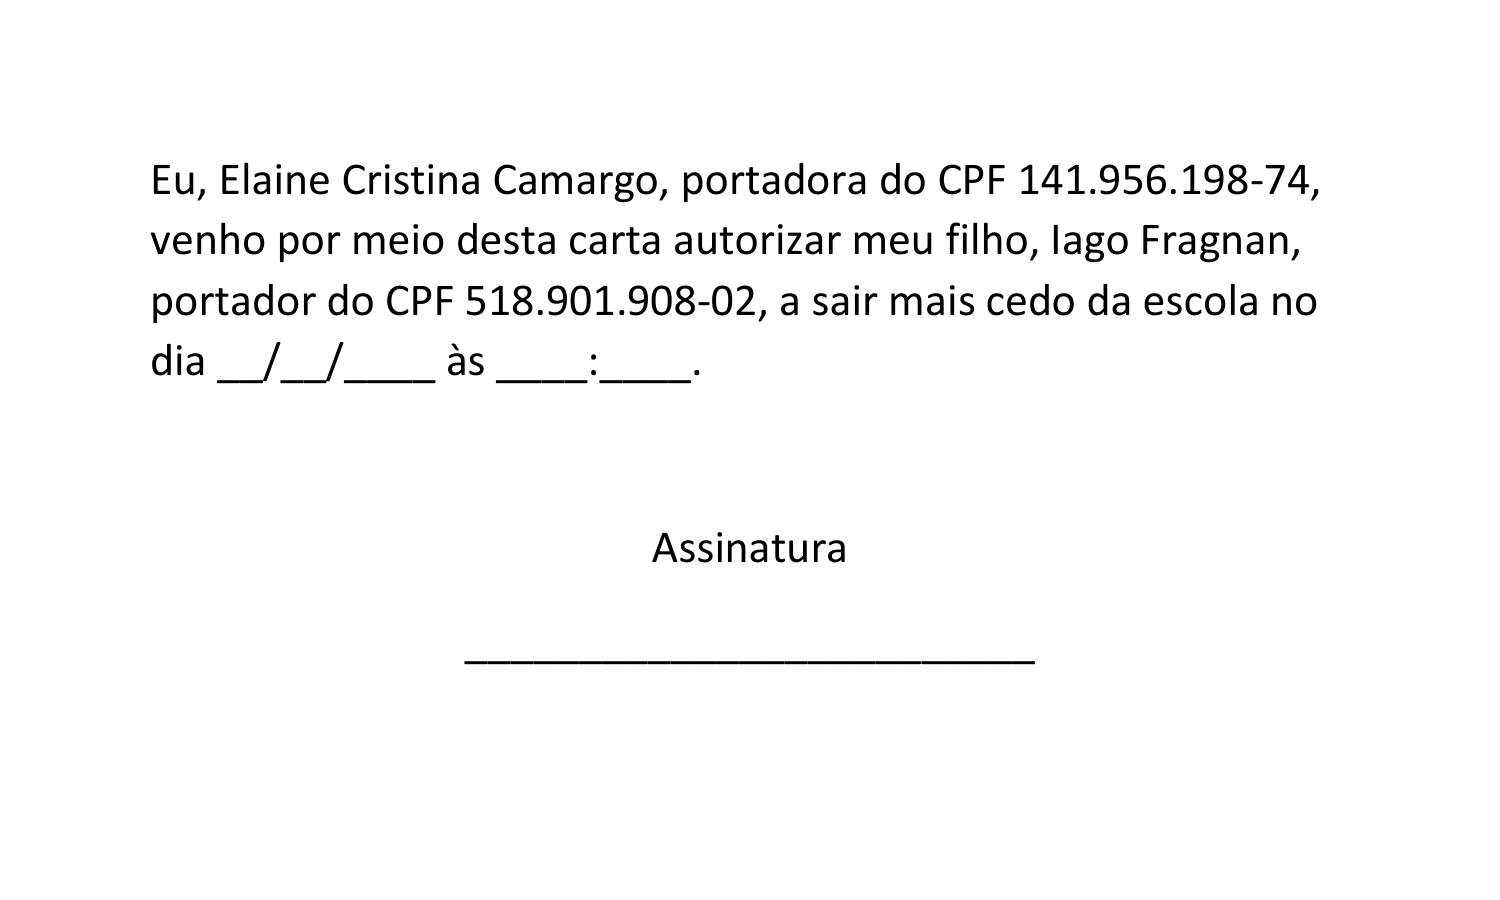 Eu, Elaine Cristina Camargo, portadora do CPF 141.956.198-74,
venho por meio desta carta autorizar meu filho, Iago Fragnan,
portador do CPF 518.901.908-02, a sair mais cedo da escola no
dia __/__/____ às ____:____.
Assinatura
_________________________